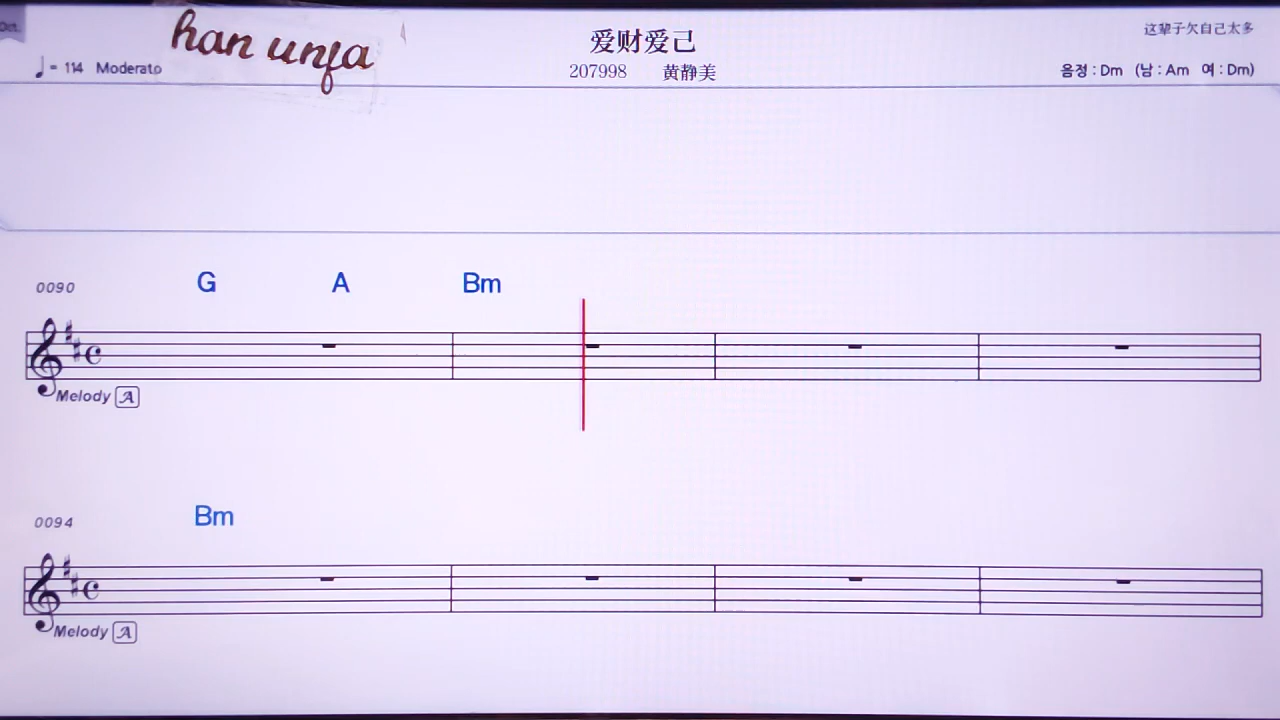 Oct.
han unfa
爱财爱己
这辈子欠自己太多
♩= 114 Moderato
207998 黄静美
음정 : Dm (남 : Am 여 : Dm)
G A Bm
0090
Melody A
Bm
0094
Melody A